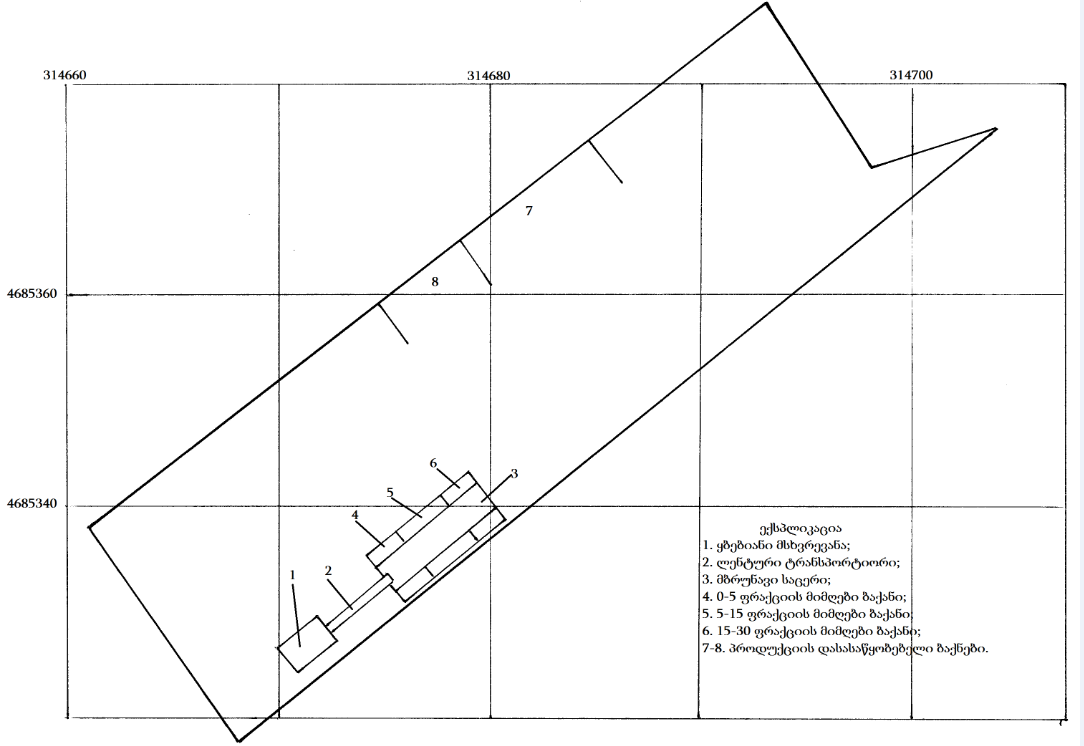 314660
314680
314700
7
8
4685360
6
3
5
4685340
4
2
1
ექსპლიკაცია
1. ყბებიანი მსხვრევანა;
2. ლენტური ტრანსპორტიორი;
3. მბრუნავი საცერი;
4. 0-5 ფრაქციის მიმღები ბაქანი;
5. 5-15 ფრაქციის მიმღები ბაქანი;
6. 15-30 ფრაქციის მიმღები ბაქანი;
7-8. პროდუქციის დასასაწყობებელი ბაქნები.